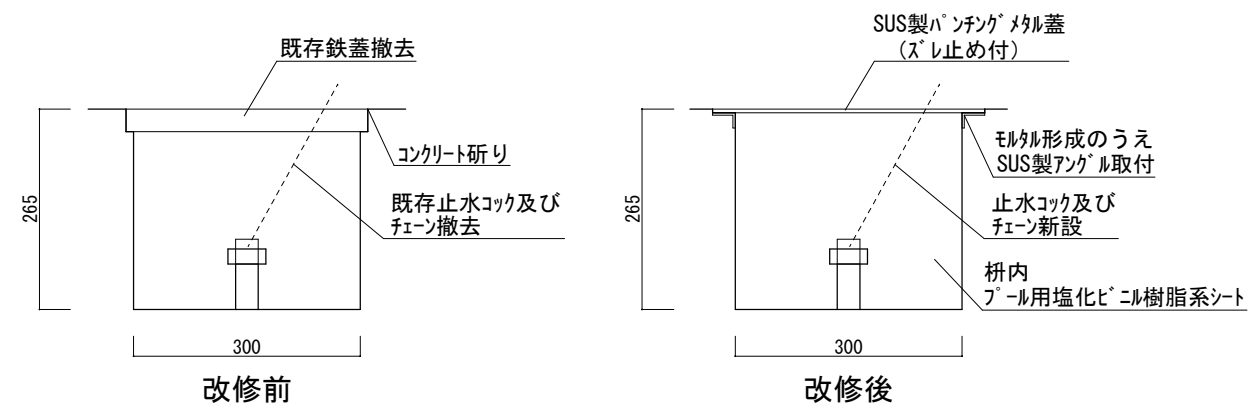 既存鉄蓋撤去
コンクリート斫り
既存止水コック及び
チェーン撤去
265
300
改修前
SUS製パンチングメタル蓋
(ズレ止め付)
モルタル形成のうえ
SUS製アングル取付
止水コック及び
チェーン新設
枡内
プール用塩化ビニル樹脂系シート
265
300
改修後